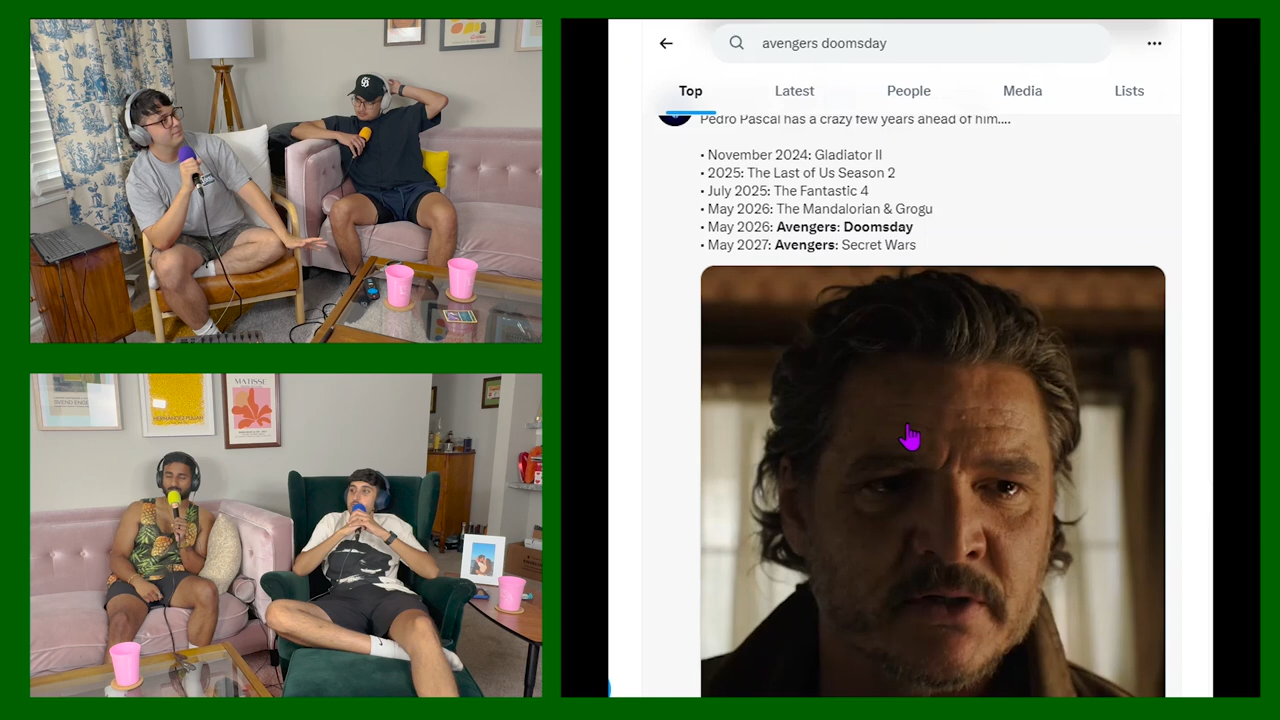 avengers doomsday
Top
Latest
People
Media
Lists
Pedro Pascal has a crazy few years ahead of him....
• November 2024: Gladiator II
• 2025: The Last of Us Season 2
• July 2025: The Fantastic 4
• May 2026: The Mandalorian & Grogu
• May 2026: Avengers: Doomsday
• May 2027: Avengers: Secret Wars
MATISSE